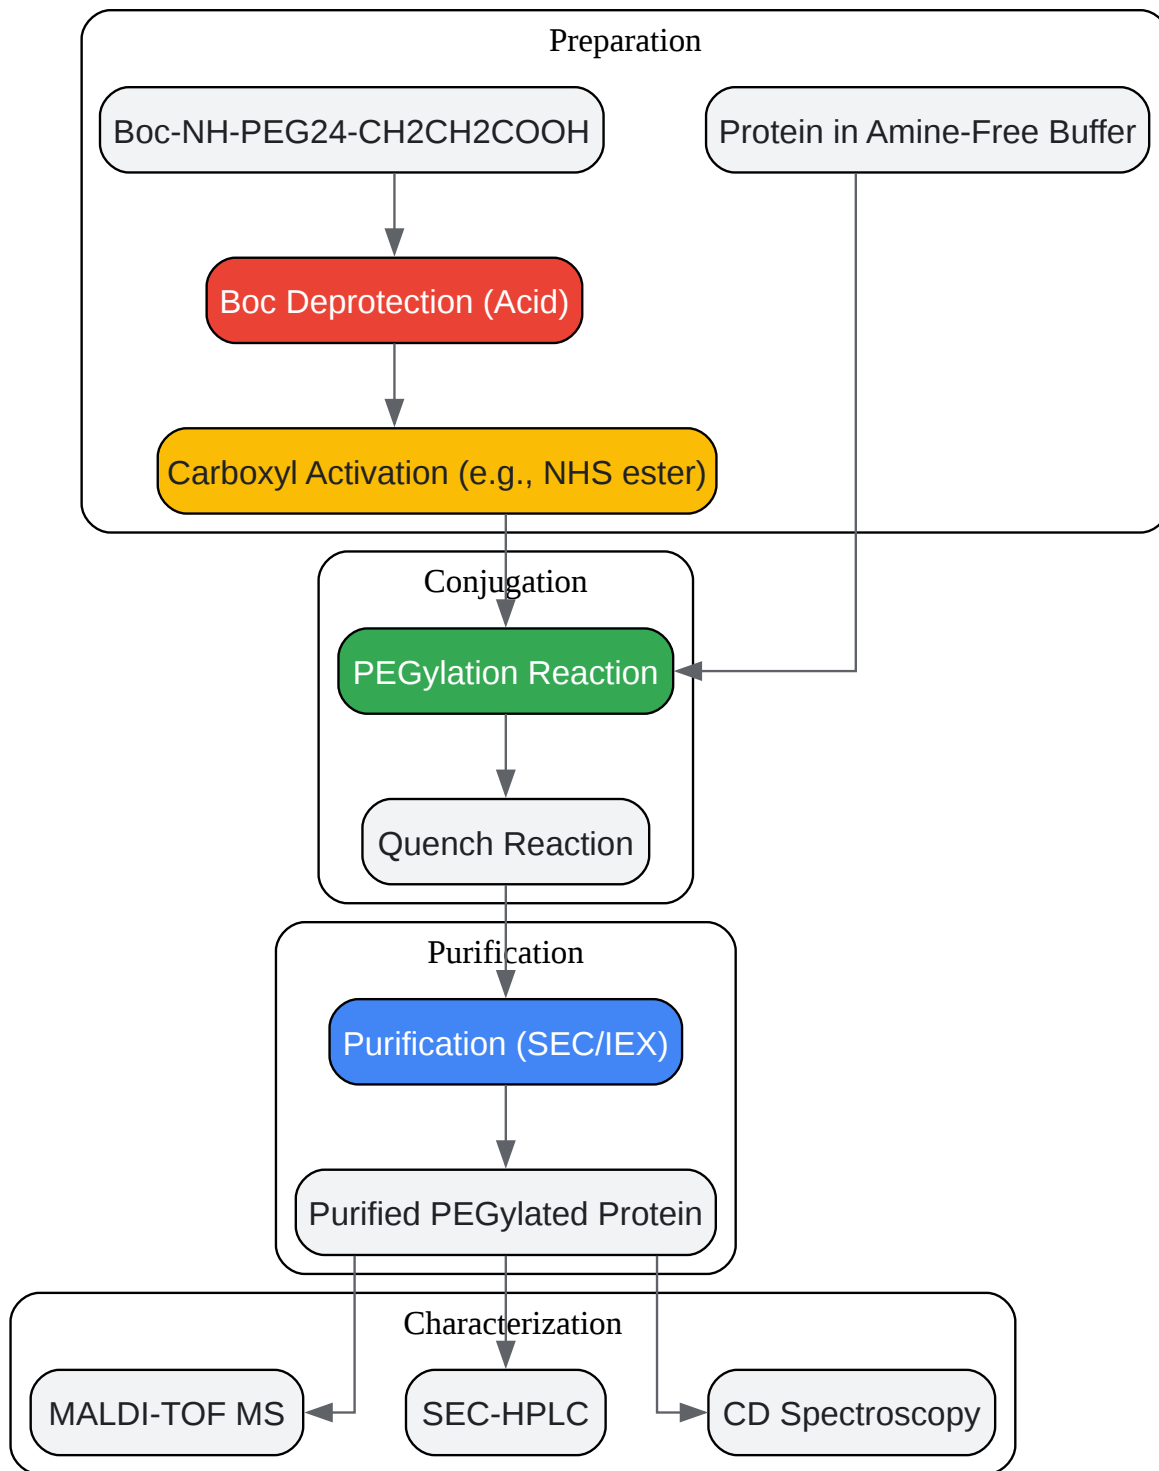 Preparation
Boc-NH-PEG24-CH2CH2COOH
Protein in Amine-Free Buffer
Boc Deprotection (Acid)
Carboxyl Activation (e.g., NHS ester)
Conjugation
PEGylation Reaction
Quench Reaction
Purification
Purification (SEC/IEX)
Purified PEGylated Protein
Characterization
MALDI-TOF MS
SEC-HPLC
CD Spectroscopy